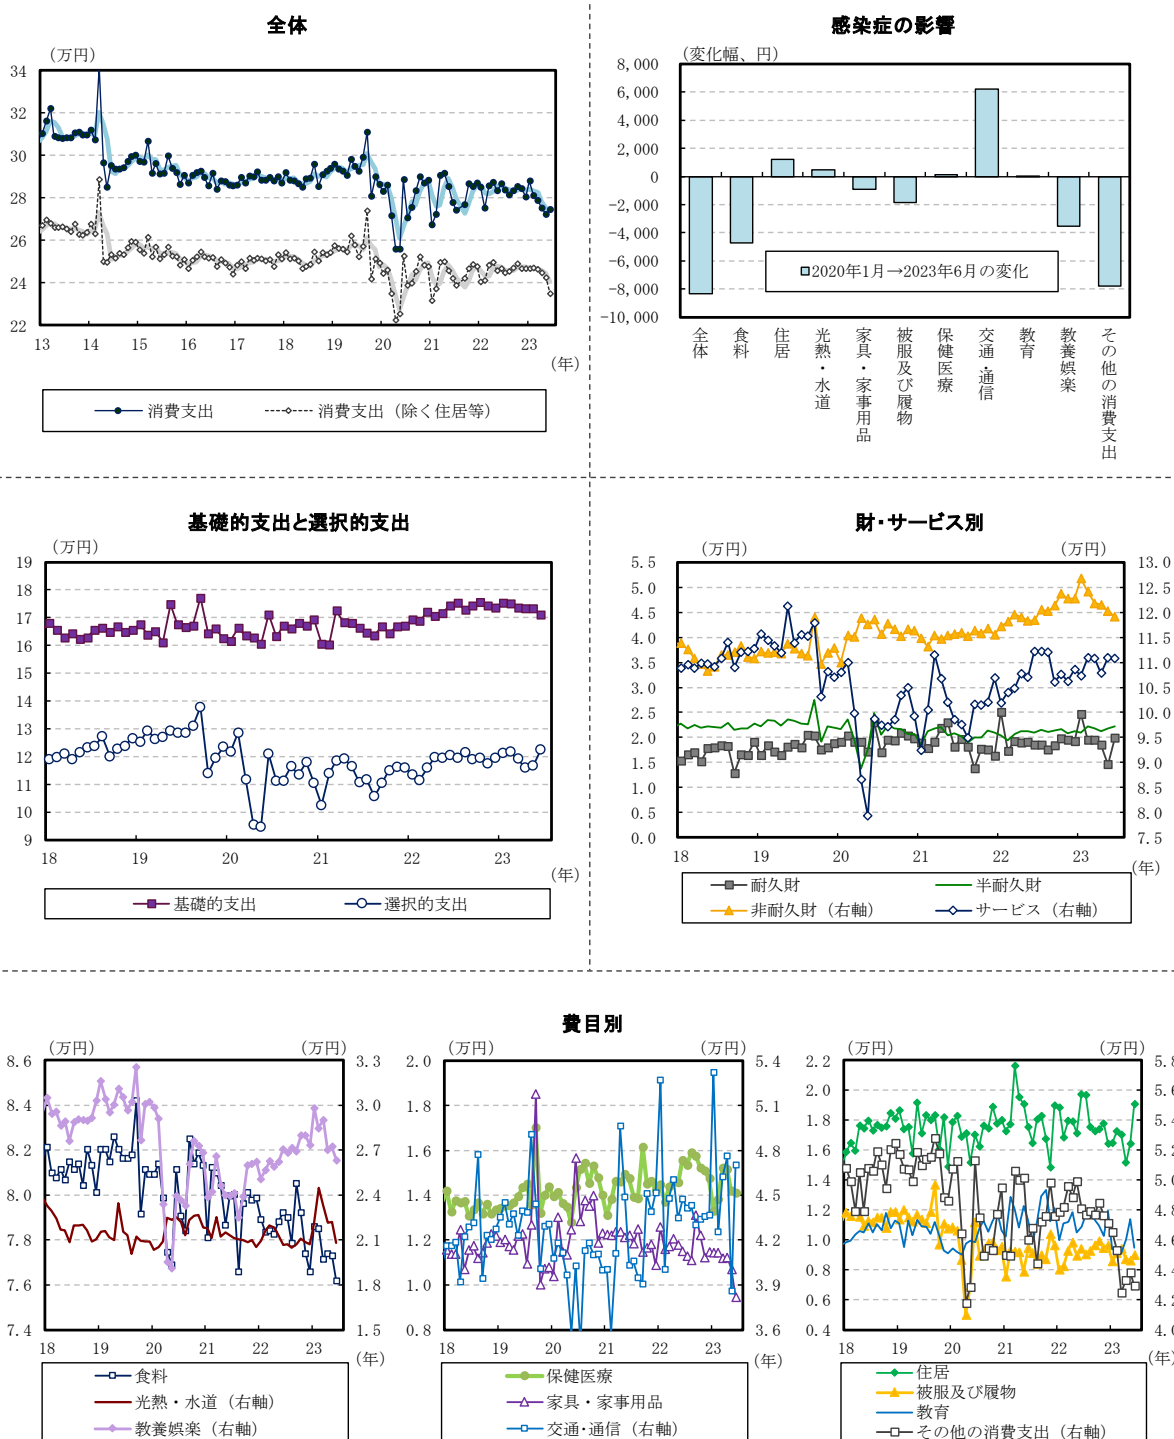 全体
(万円)
34
32
30
28
26
24
22
13 14 15 16 17 18 19 20 21 22 23
(年)
消費支出
消費支出（除く住居等）
感染症の影響
(変化幅、円)
8,000
6,000
4,000
2,000
0
-2,000
-4,000
-6,000
-8,000
-10,000
2020年1月→2023年6月の変化
全体
食料
住居
光熱・水道
家具・家事用品
被服及び履物
保健医療
交通・通信
教育
教養娯楽
その他の消費支出
基礎的支出と選択的支出
(万円)
19
18
17
16
15
14
13
12
11
10
9
18 19 20 21 22 23
(年)
基礎的支出
選択的支出
財・サービス別
(万円)
(万円)
5.5
5.0
4.5
4.0
3.5
3.0
2.5
2.0
1.5
1.0
0.5
0.0
13.0
12.5
12.0
11.5
11.0
10.5
10.0
9.5
9.0
8.5
8.0
7.5
18 19 20 21 22 23
(年)
耐久財
半耐久財
非耐久財（右軸）
サービス（右軸）
費目別
(万円)
(万円)
8.6
8.4
8.2
8.0
7.8
7.6
7.4
3.3
3.0
2.7
2.4
2.1
1.8
1.5
18 19 20 21 22 23
(年)
食料
光熱・水道（右軸）
教養娯楽（右軸）
(万円)
(万円)
2.0
1.8
1.6
1.4
1.2
1.0
0.8
5.4
5.1
4.8
4.5
4.2
3.9
3.6
18 19 20 21 22 23
(年)
保健医療
家具・家事用品
交通・通信（右軸）
(万円)
(万円)
2.2
2.0
1.8
1.6
1.4
1.2
1.0
0.8
0.6
0.4
5.8
5.6
5.4
5.2
5.0
4.8
4.6
4.4
4.2
4.0
18 19 20 21 22 23
(年)
住居
被服及び履物
教育
その他の消費支出（右軸）